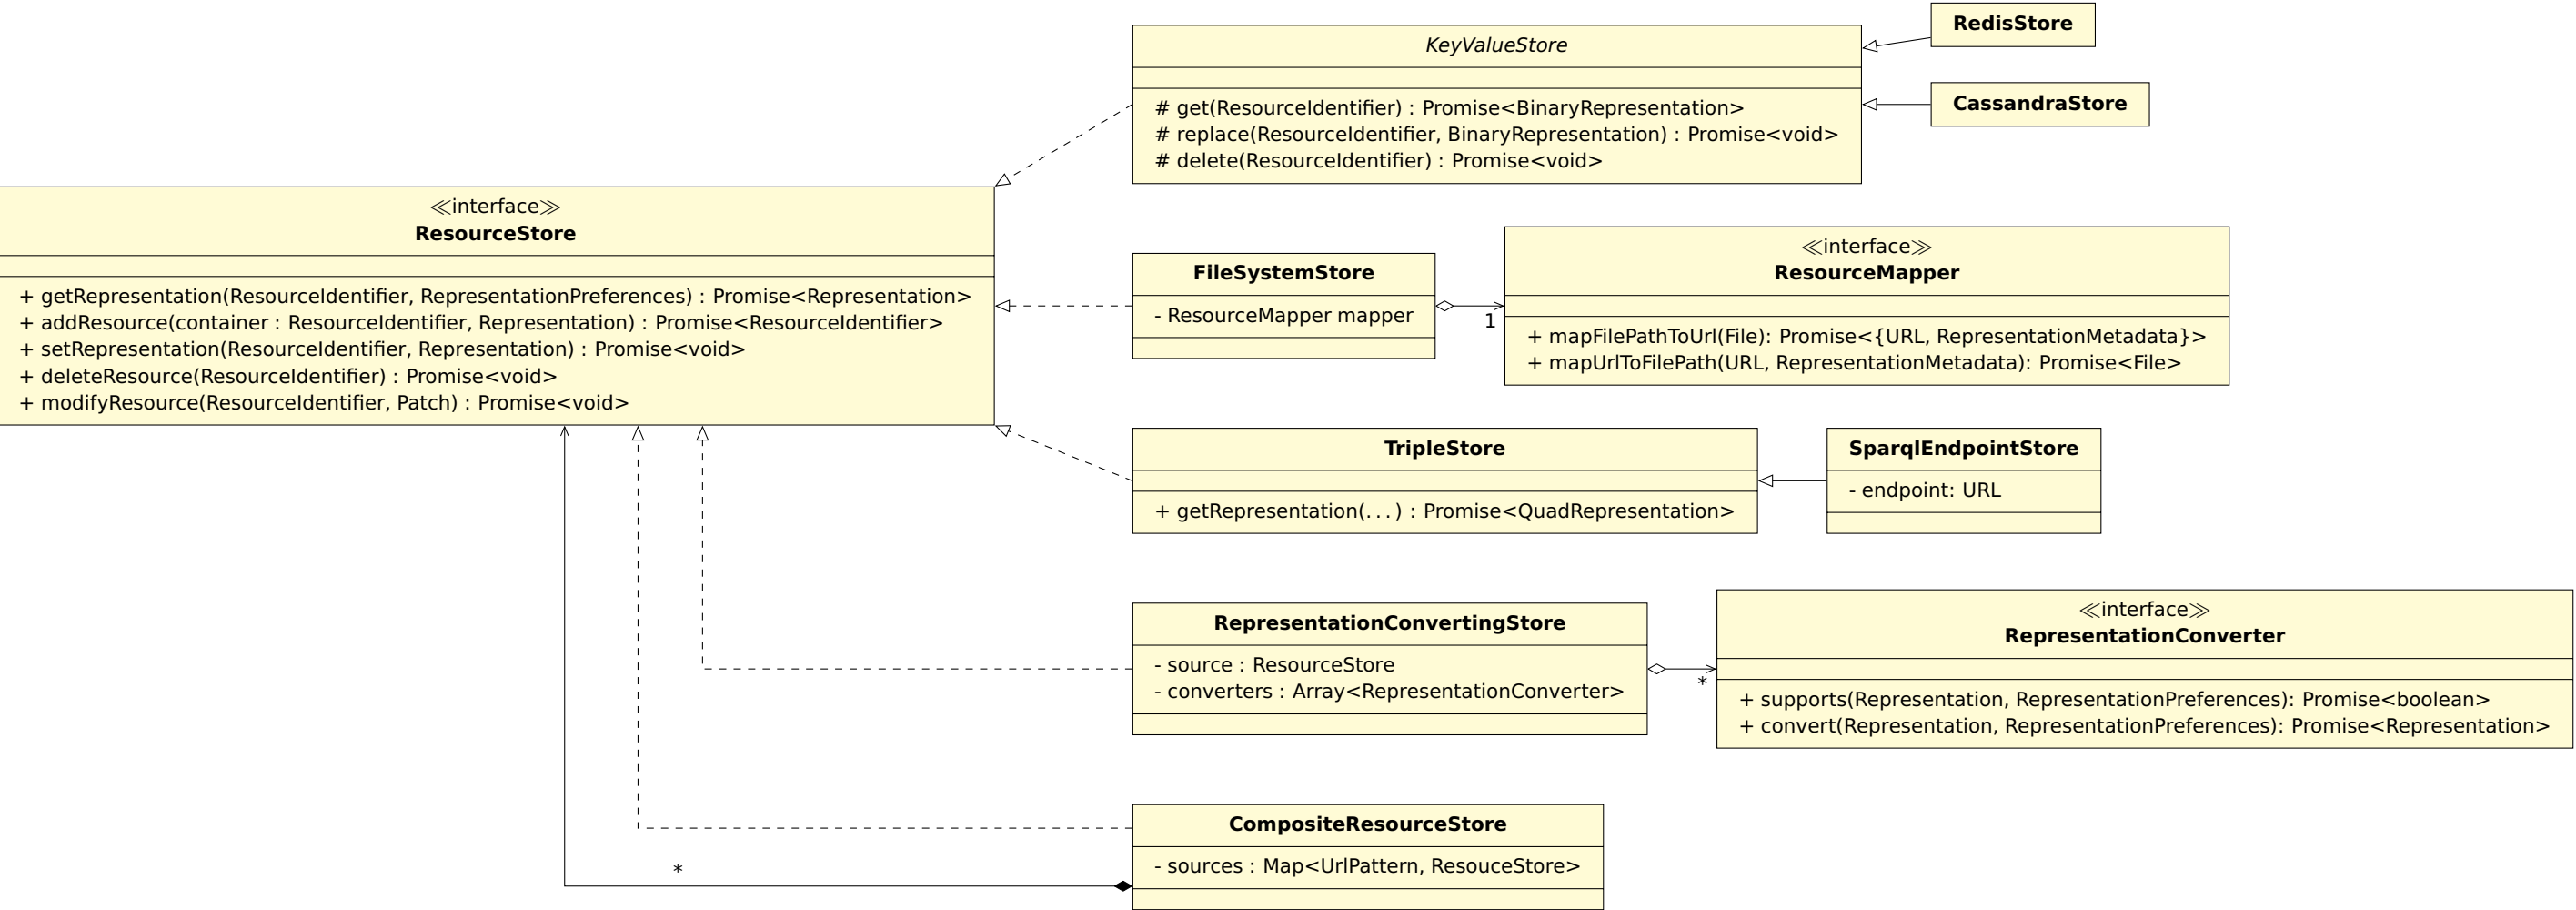 ≪interface≫
ResourceStore
+ getRepresentation(ResourceIdentifier, RepresentationPreferences) : Promise<Representation>
+ addResource(container : ResourceIdentifier, Representation) : Promise<ResourceIdentifier>
+ setRepresentation(ResourceIdentifier, Representation) : Promise<void>
+ deleteResource(ResourceIdentifier) : Promise<void>
+ modifyResource(ResourceIdentifier, Patch) : Promise<void>
KeyValueStore
# get(ResourceIdentifier) : Promise<BinaryRepresentation>
# replace(ResourceIdentifier, BinaryRepresentation) : Promise<void>
# delete(ResourceIdentifier) : Promise<void>
RedisStore
CassandraStore
FileSystemStore
- ResourceMapper mapper
1
≪interface≫
ResourceMapper
+ mapFilePathToUrl(File): Promise<{URL, RepresentationMetadata}>
+ mapUrlToFilePath(URL, RepresentationMetadata): Promise<File>
TripleStore
+ getRepresentation(...) : Promise<QuadRepresentation>
SparqlEndpointStore
- endpoint: URL
RepresentationConvertingStore
- source : ResourceStore
- converters : Array<RepresentationConverter>
*
≪interface≫
RepresentationConverter
+ supports(Representation, RepresentationPreferences): Promise<boolean>
+ convert(Representation, RepresentationPreferences): Promise<Representation>
CompositeResourceStore
- sources : Map<UrlPattern, ResouceStore>
*